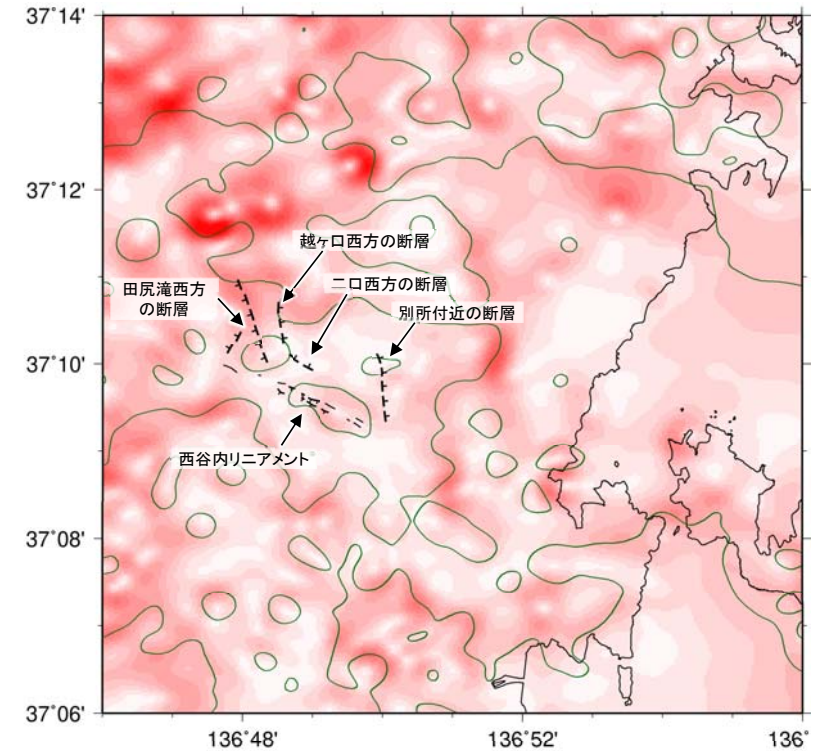 37˚14'
37˚12'
越ヶ口西方の断層
二口西方の断層
田尻滝西方
の断層
別所付近の断層
37˚10'
西谷内リニアメント
37˚08'
37˚06'
136˚48'
136˚52'
136˚